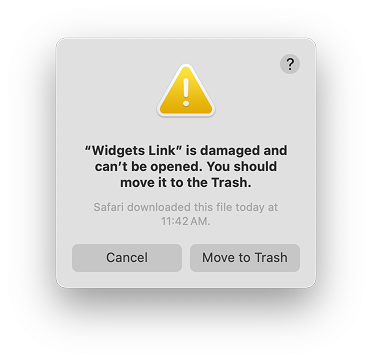 ?
“Widgets Link” is damaged and
can’t be opened. You should
move it to the Trash.
Safari downloaded this file today at
11:42 AM.
Cancel
Move to Trash